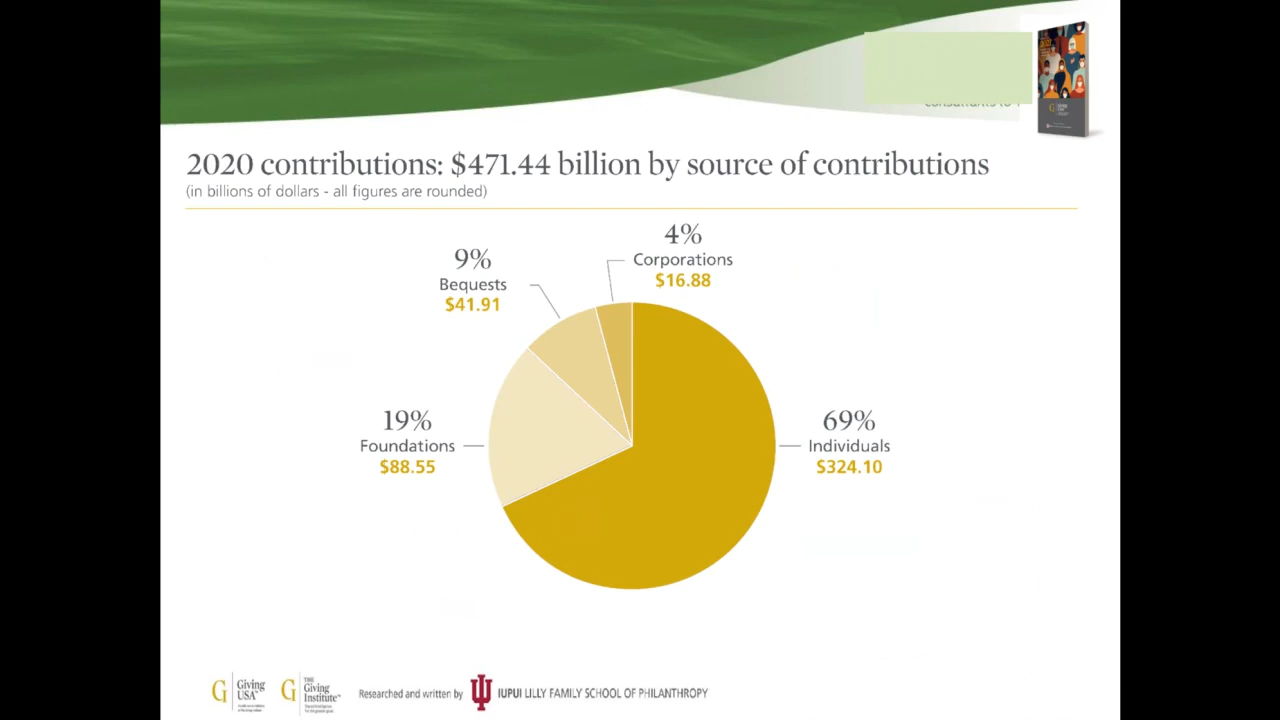 2020 contributions: $471.44 billion by source of contributions
(in billions of dollars - all figures are rounded)
4%
Corporations
$16.88
9%
Bequests
$41.91
19%
Foundations
$88.55
69%
Individuals
$324.10
Giving
USA™
THE
Giving
Institute™
Researched and written by
IUPUI LILLY FAMILY SCHOOL OF PHILANTHROPY